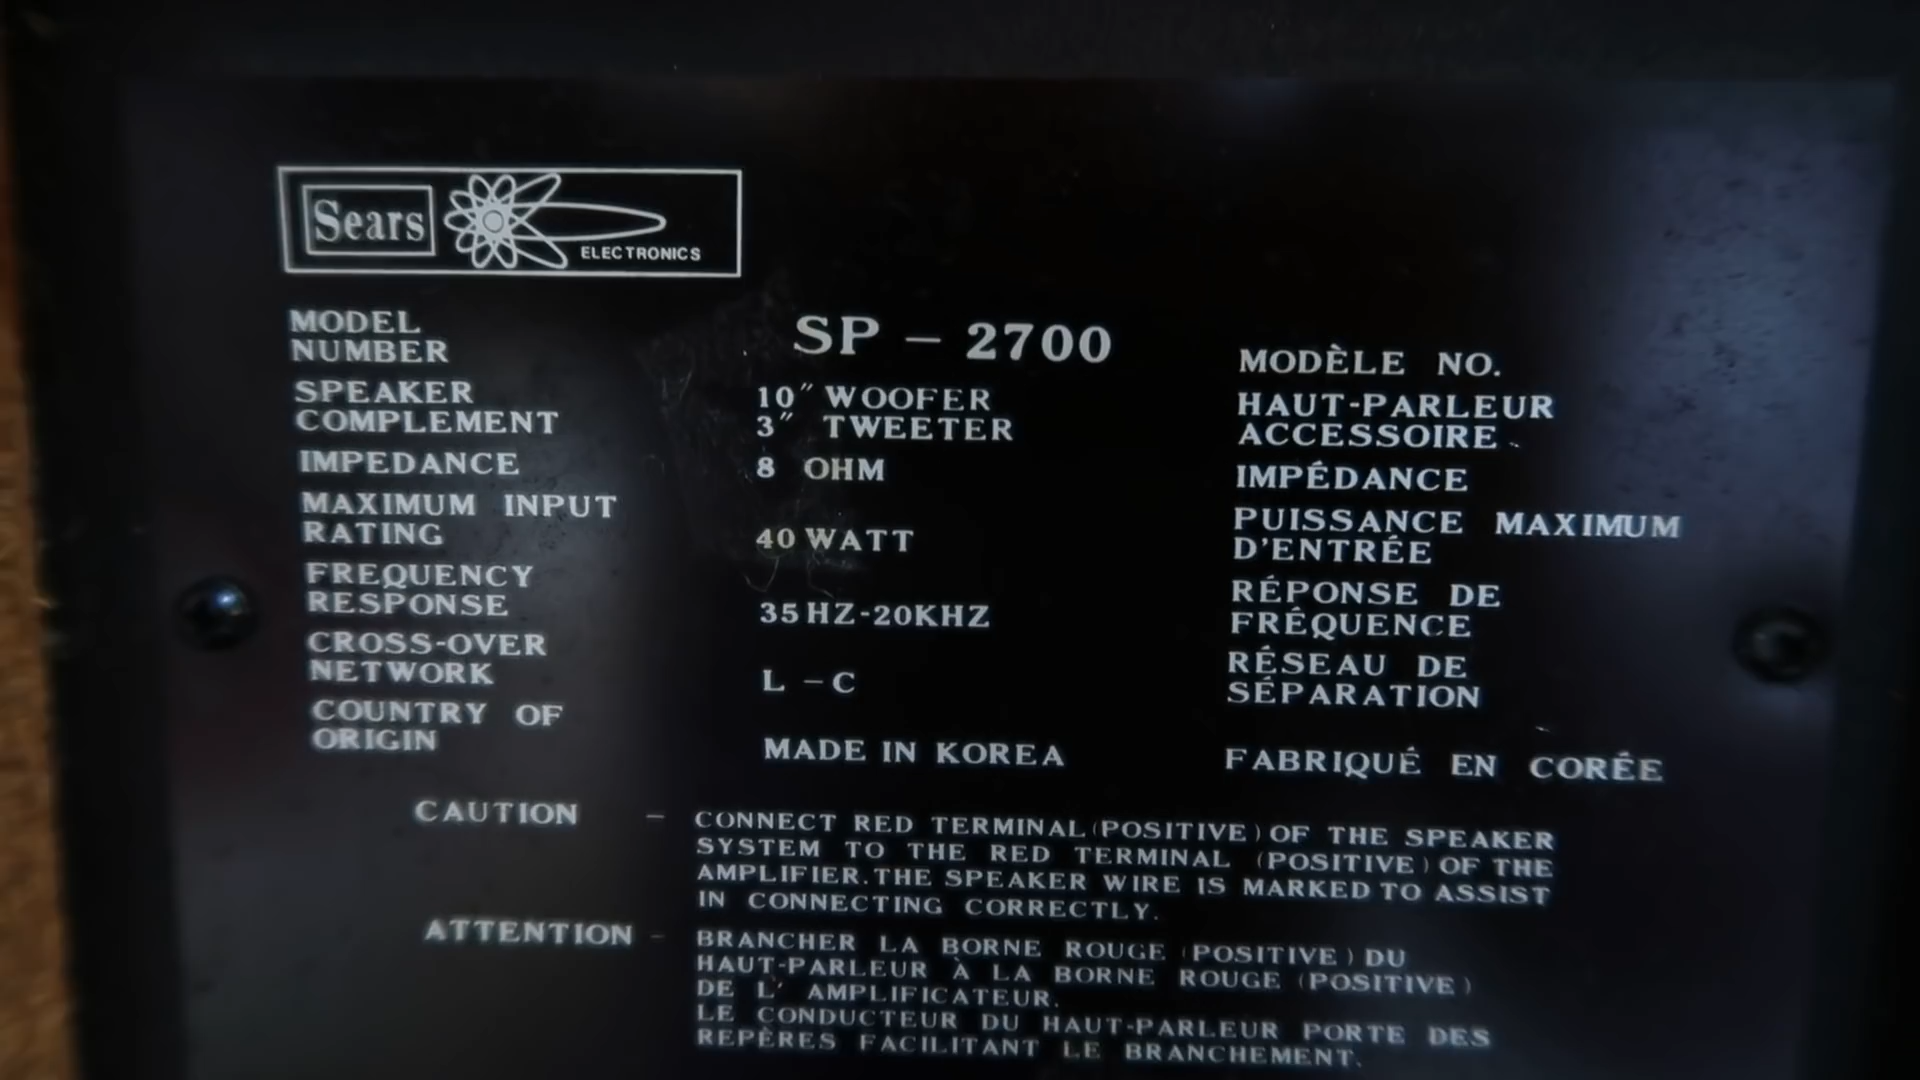 Sears
ELECTRONICS
MODEL
NUMBER
SP - 2700
MODÈLE NO.
SPEAKER
COMPLEMENT
10" WOOFER
3" TWEETER
HAUT-PARLEUR
ACCESSOIRE
IMPEDANCE
8 OHM
IMPÉDANCE
MAXIMUM INPUT
RATING
40 WATT
PUISSANCE MAXIMUM
D'ENTRÉE
FREQUENCY
RESPONSE
35HZ-20KHZ
RÉPONSE DE
FRÉQUENCE
CROSS-OVER
NETWORK
L - C
RÉSEAU DE
SÉPARATION
COUNTRY OF
ORIGIN
MADE IN KOREA
FABRIQUÉ EN CORÉE
CAUTION - CONNECT RED TERMINAL (POSITIVE) OF THE SPEAKER
SYSTEM TO THE RED TERMINAL (POSITIVE) OF THE
AMPLIFIER. THE SPEAKER WIRE IS MARKED TO ASSIST
IN CONNECTING CORRECTLY.
ATTENTION - BRANCHER LA BORNE ROUGE (POSITIVE) DU
HAUT-PARLEUR À LA BORNE ROUGE (POSITIVE)
DE L' AMPLIFICATEUR.
LE CONDUCTEUR DU HAUT-PARLEUR PORTE DES
REPÈRES FACILITANT LE BRANCHEMENT.